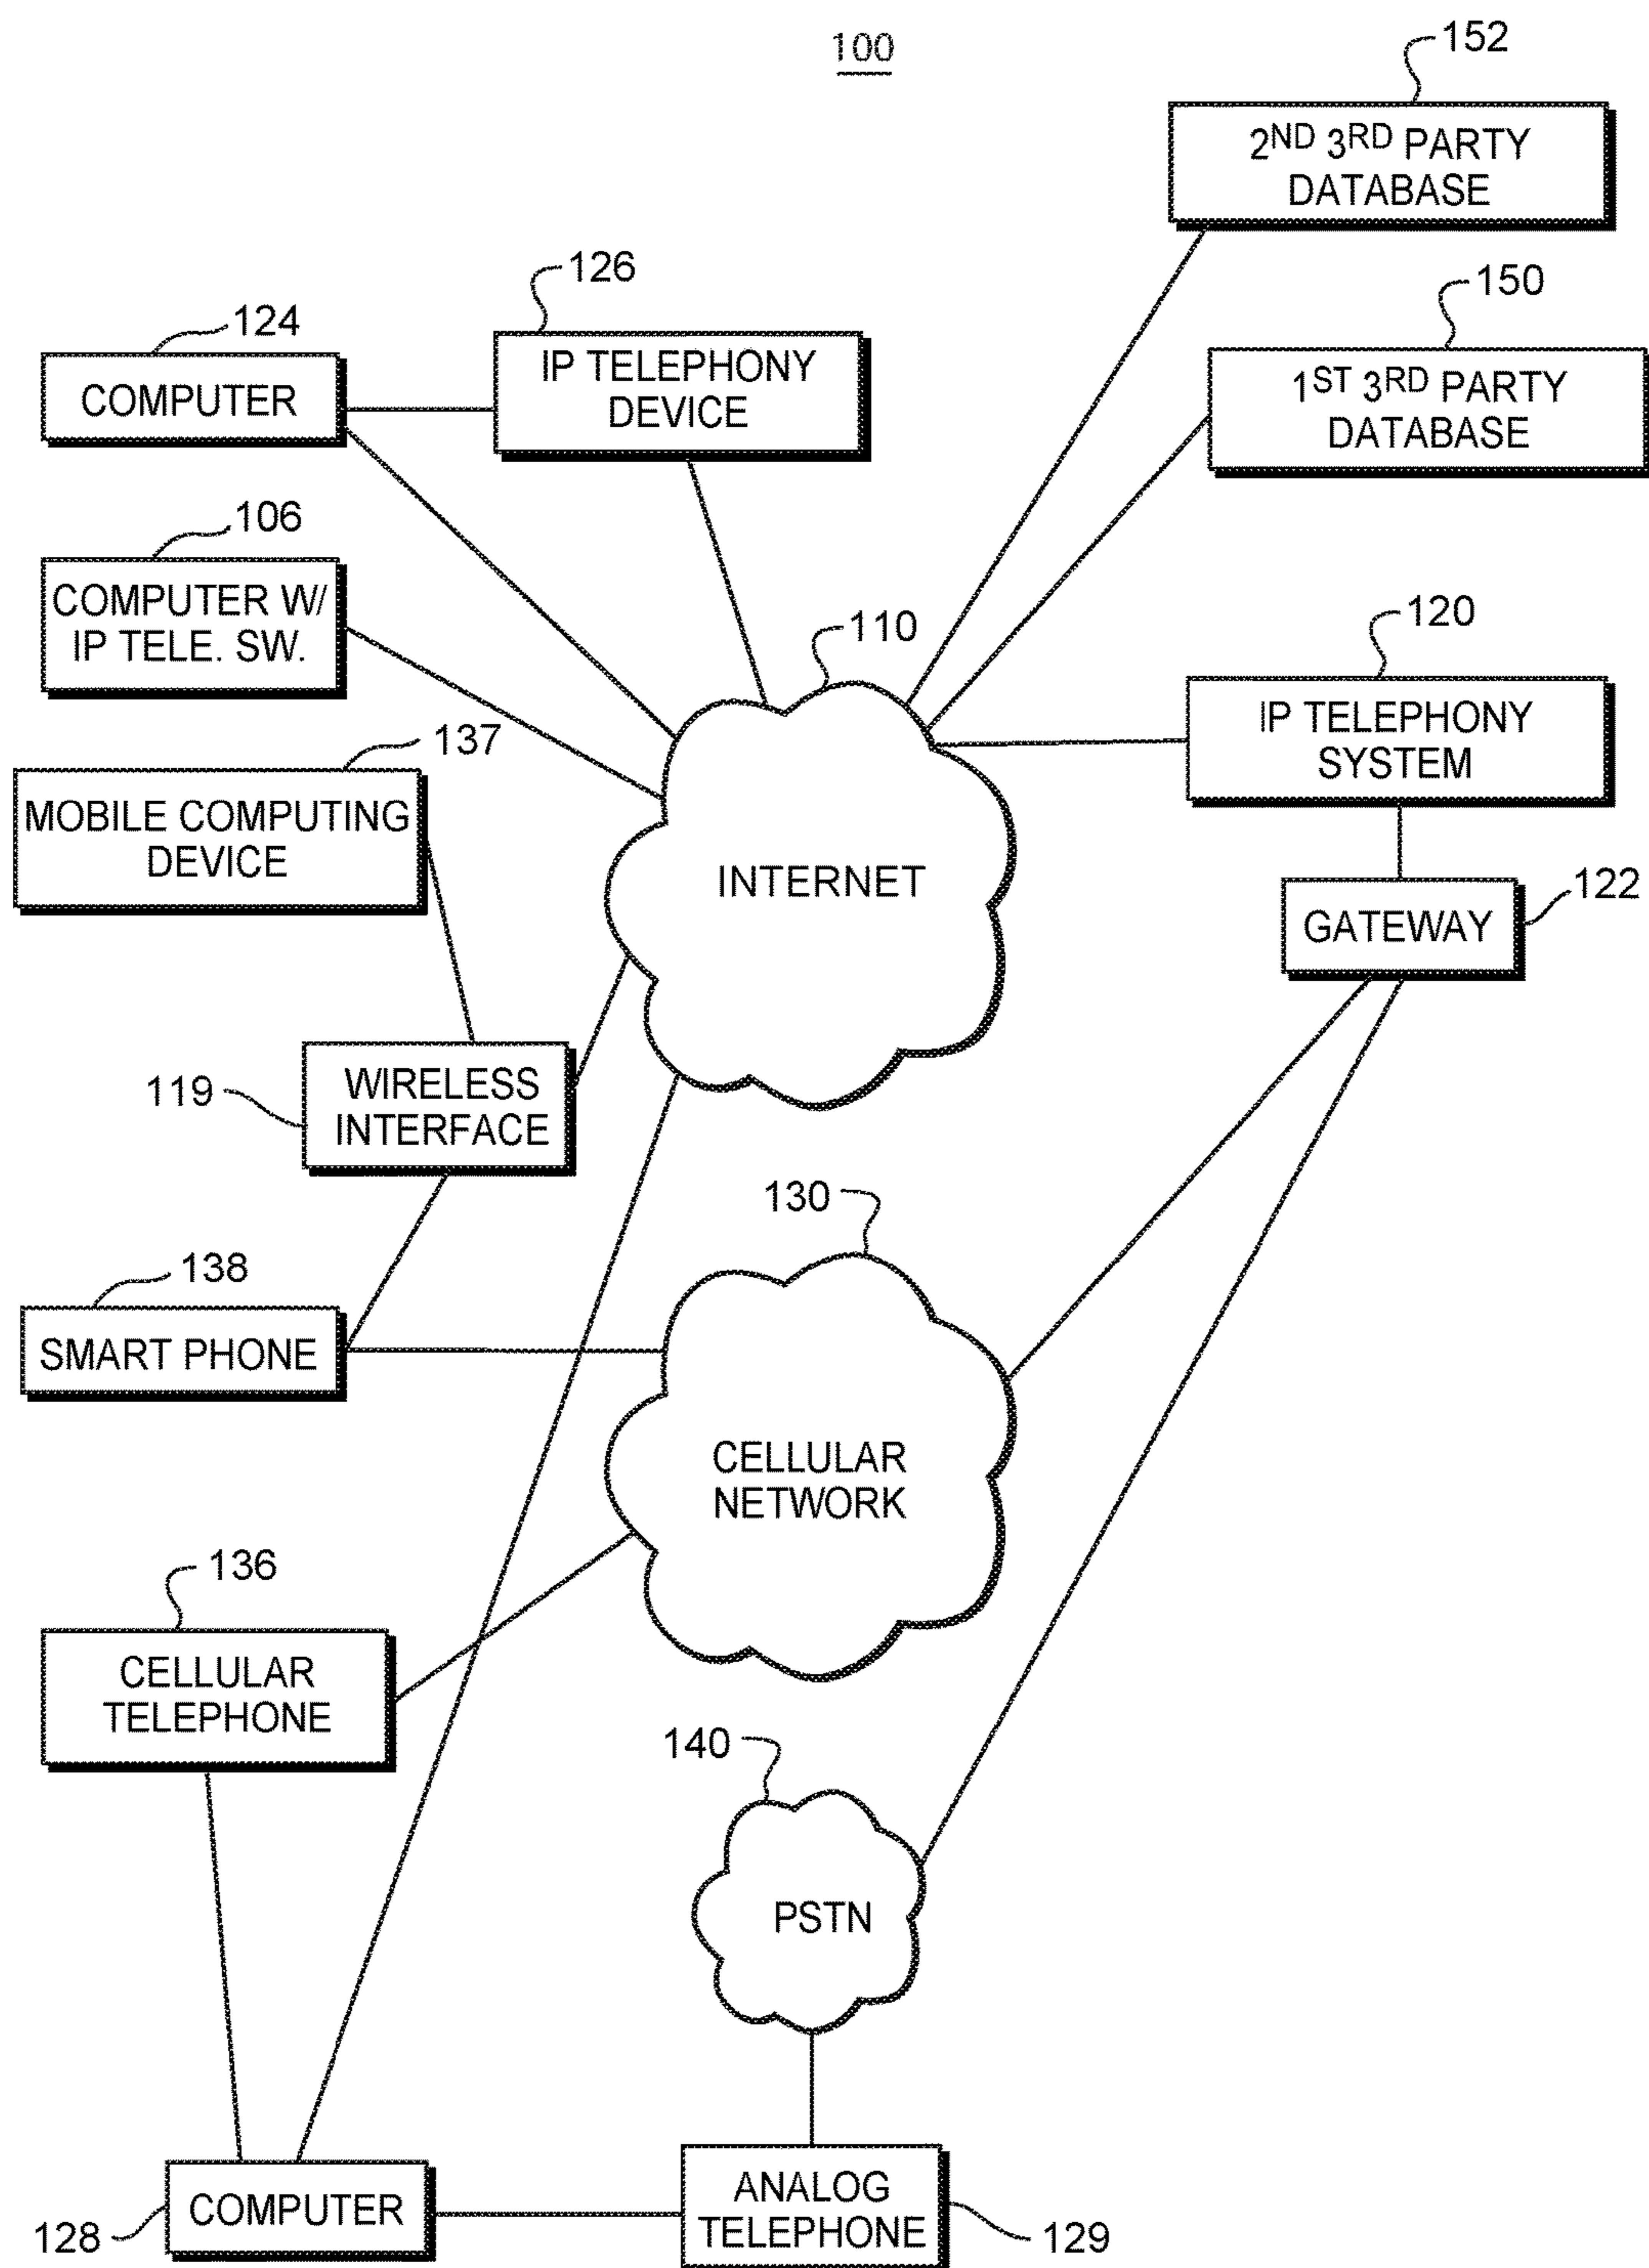 100
152
2ND 3RD PARTY
DATABASE
126
150
124
IP TELEPHONY
DEVICE
1ST 3RD PARTY
DATABASE
COMPUTER
106
COMPUTER W/
IP TELE. SW.
110
120
137
IP TELEPHONY
SYSTEM
MOBILE COMPUTING
DEVICE
INTERNET
122
GATEWAY
119
WIRELESS
INTERFACE
130
138
SMART PHONE
CELLULAR
NETWORK
136
CELLULAR
TELEPHONE
140
PSTN
128
COMPUTER
ANALOG
TELEPHONE
129